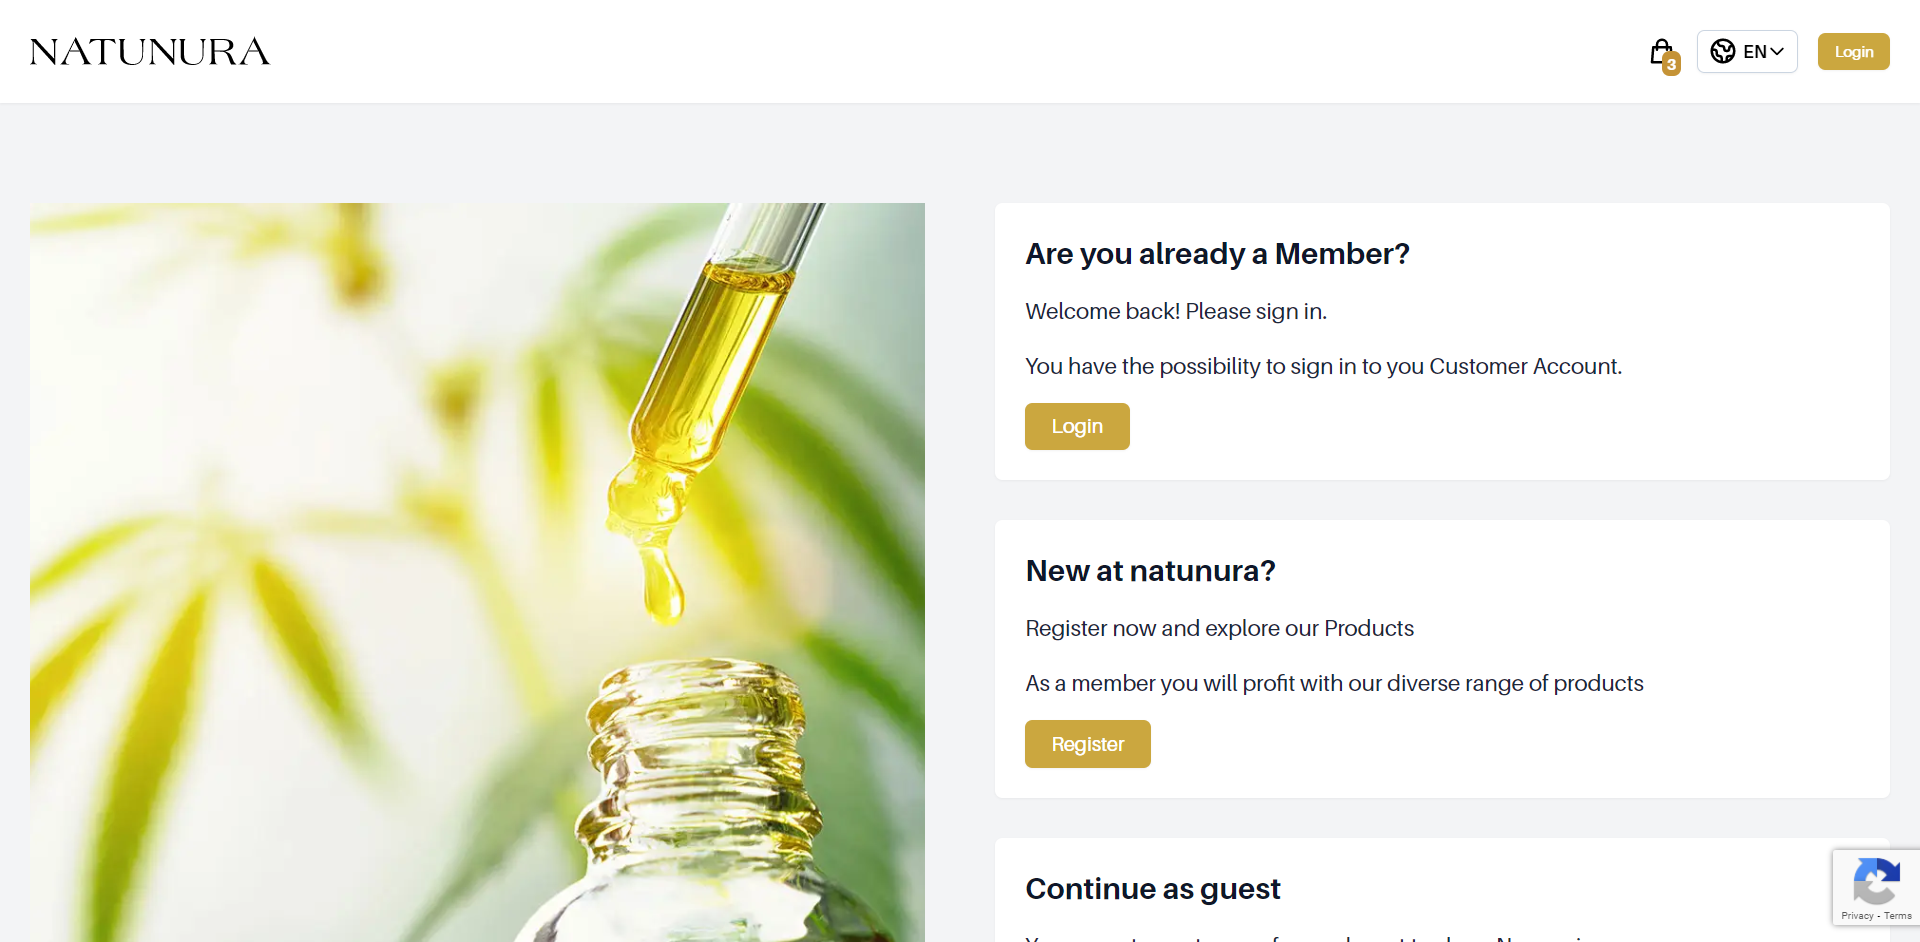 NATUNURA
3
EN
Login
Are you already a Member?
Welcome back! Please sign in.
You have the possibility to sign in to you Customer Account.
Login
New at natunura?
Register now and explore our Products
As a member you will profit with our diverse range of products
Register
Continue as guest
Privacy - Terms